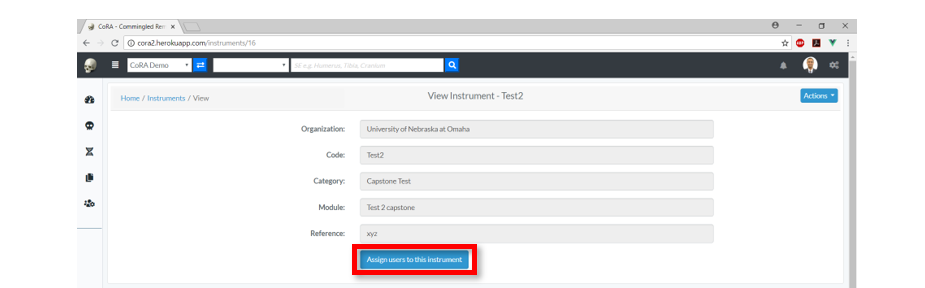 CoRA - Commingled Rem
cora2.herokuapp.com/instruments/16
CoRA Demo
SE e.g. Humerus, Tibia, Cranium
Home / Instruments / View
View Instrument - Test2
Actions
Organization: University of Nebraska at Omaha
Code: Test2
Category: Capstone Test
Module: Test 2 capstone
Reference: xyz
Assign users to this instrument